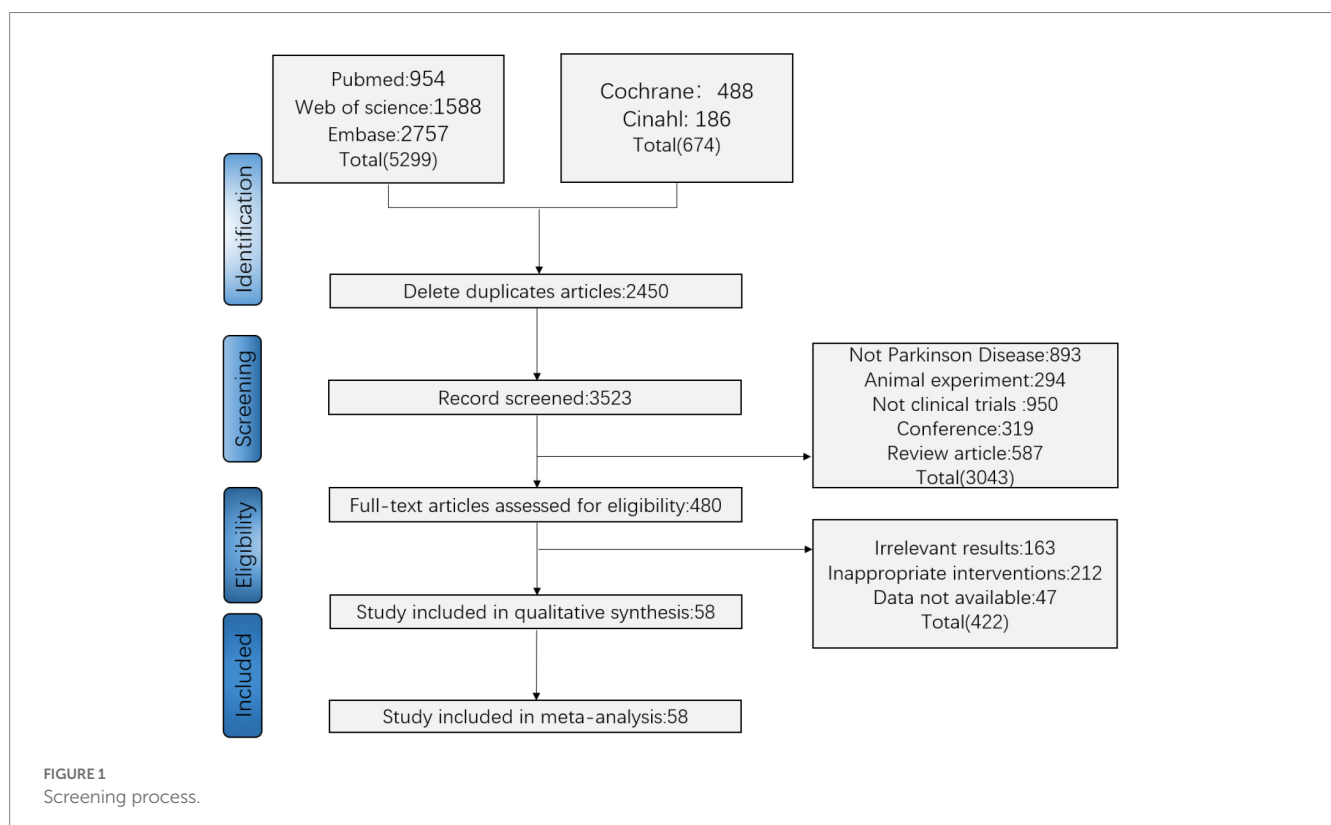 Pubmed:954
Web of science:1588
Embase:2757
Total(5299)
Cochrane： 488
Cinahl: 186
Total(674)
Identification
Delete duplicates articles:2450
Screening
Record screened:3523
Not Parkinson Disease:893
Animal experiment:294
Not clinical trials :950
Conference:319
Review article:587
Total(3043)
Eligibility
Full-text articles assessed for eligibility:480
Irrelevant results:163
Inappropriate interventions:212
Data not available:47
Total(422)
Study included in qualitative synthesis:58
Included
Study included in meta-analysis:58
FIGURE 1
Screening process.